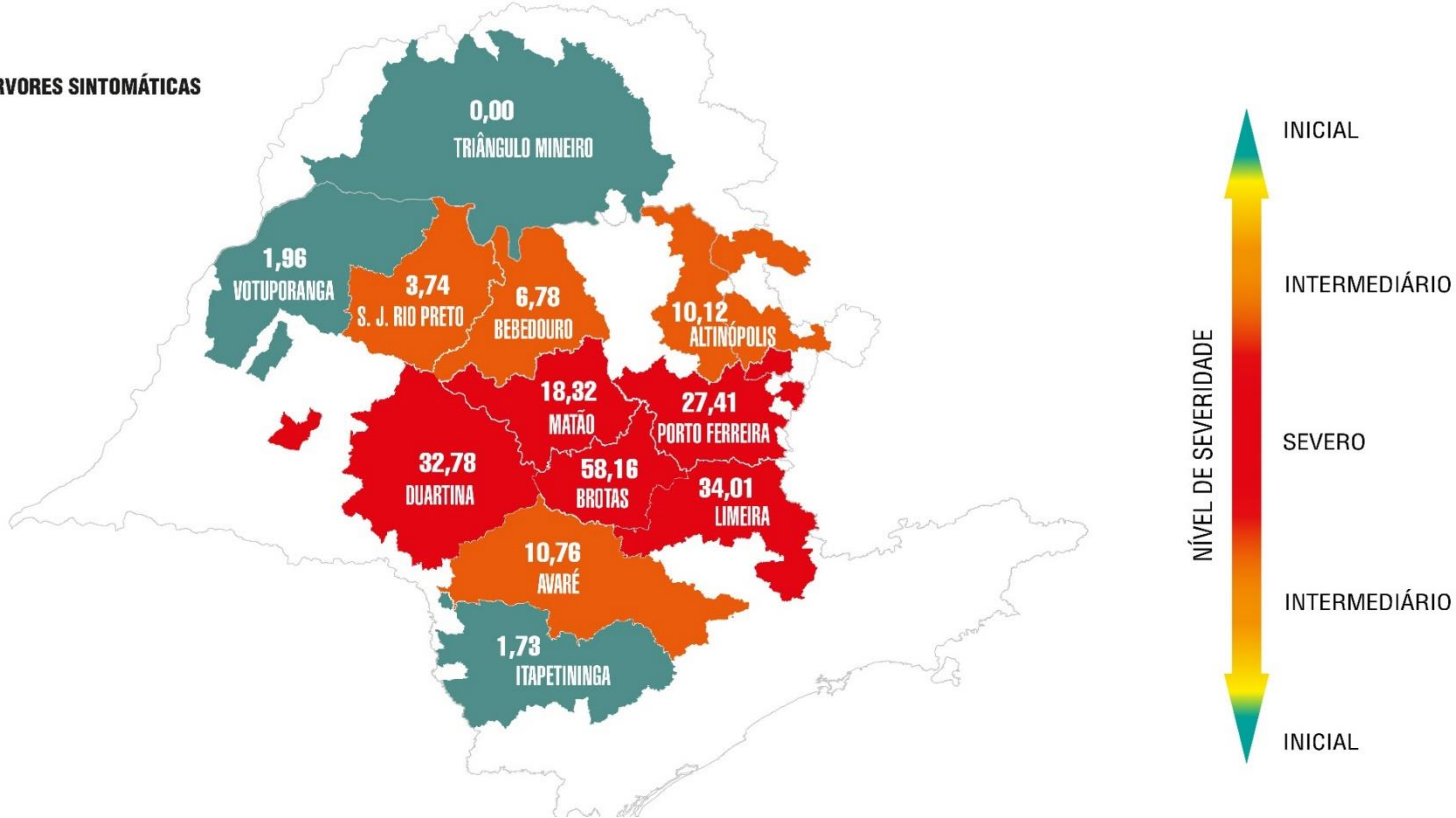 RVORES SINTOMÁTICAS
0,00
TRIÂNGULO MINEIRO
1,96
VOTUPORANGA
3,74
S. J. RIO PRETO
6,78
BEBEDOURO
10,12
ALTINÓPOLIS
18,32
MATÃO
27,41
PORTO FERREIRA
32,78
DUARTINA
58,16
BROTAS
34,01
LIMEIRA
10,76
AVARÉ
1,73
ITAPETININGA
NÍVEL DE SEVERIDADE
INICIAL
INTERMEDIÁRIO
SEVERO
INTERMEDIÁRIO
INICIAL